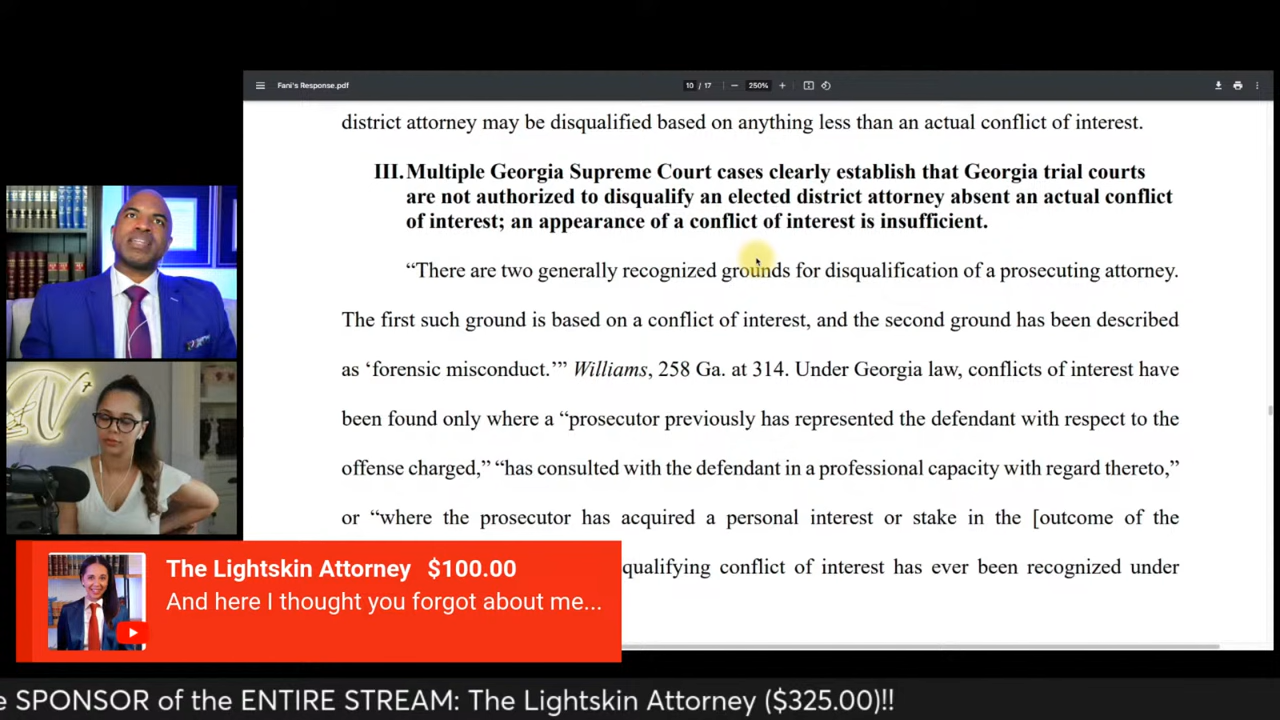 Fani's Response.pdf
10 / 17
250%
district attorney may be disqualified based on anything less than an actual conflict of interest.
III. Multiple Georgia Supreme Court cases clearly establish that Georgia trial courts
are not authorized to disqualify an elected district attorney absent an actual conflict
of interest; an appearance of a conflict of interest is insufficient.
“There are two generally recognized grounds for disqualification of a prosecuting attorney.
The first such ground is based on a conflict of interest, and the second ground has been described
as ‘forensic misconduct.’” Williams, 258 Ga. at 314. Under Georgia law, conflicts of interest have
been found only where a “prosecutor previously has represented the defendant with respect to the
offense charged,” “has consulted with the defendant in a professional capacity with regard thereto,”
or “where the prosecutor has acquired a personal interest or stake in the [outcome of the
qualifying conflict of interest has ever been recognized under
The Lightskin Attorney $100.00
And here I thought you forgot about me...
e SPONSOR of the ENTIRE STREAM: The Lightskin Attorney ($325.00)!!